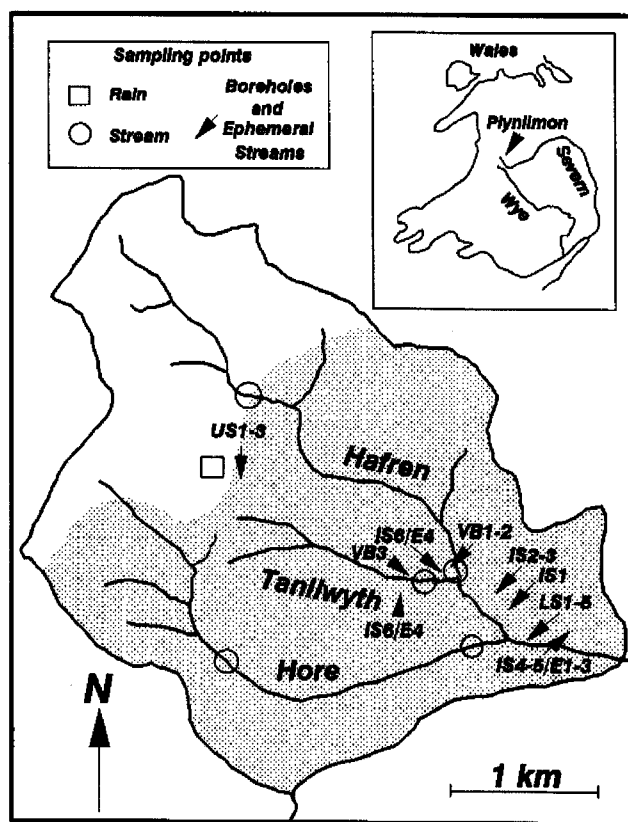 Sampling points
Rain
Stream
Boreholes
and
Ephemeral
Streams
Wales
Plynlimon
Severn
Wye
US1-3
Hafren
IS6/E4
VB1-2
VB3
IS2-3
IS1
LS1-5
Tanllwyth
IS6/E4
Hore
IS4-5/E1-3
N
1 km